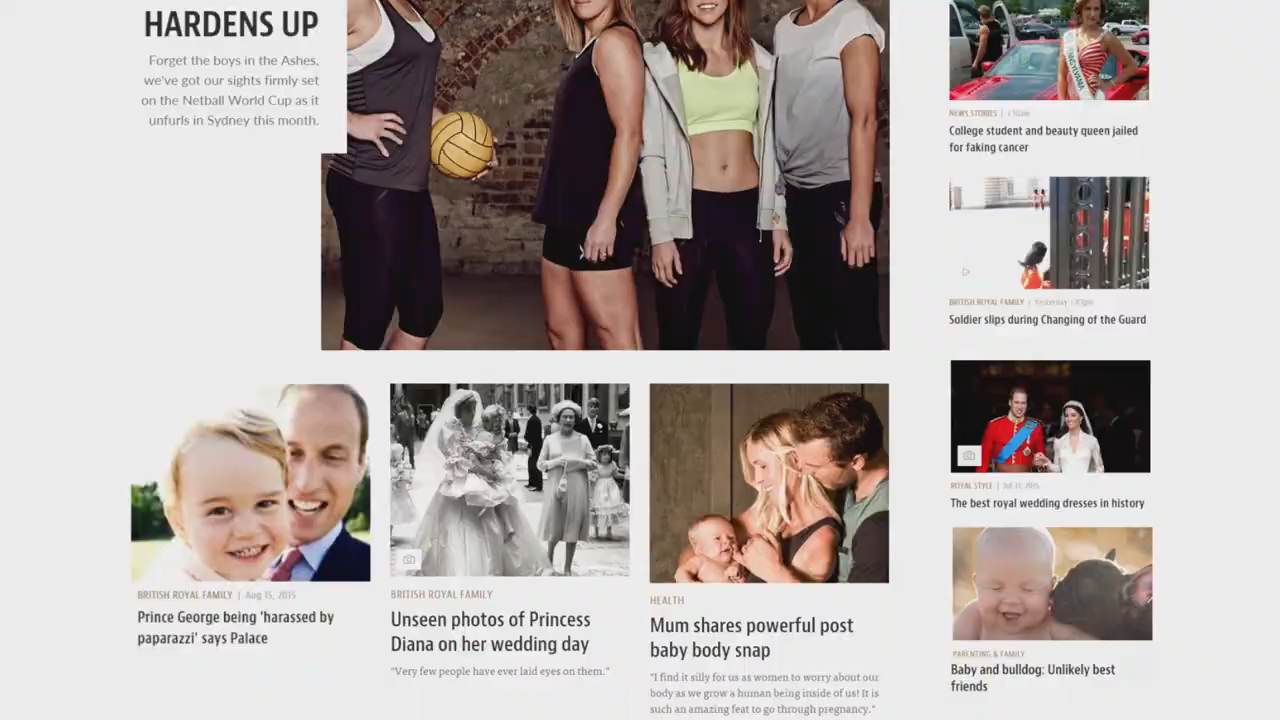 HARDENS UP
Forget the boys in the Ashes,
we've got our sights firmly set
on the Netball World Cup as it
unfurls in Sydney this month.
BRITISH ROYAL FAMILY | Aug 15, 2015
Prince George being 'harassed by
paparazzi' says Palace
BRITISH ROYAL FAMILY
Unseen photos of Princess
Diana on her wedding day
"Very few people have ever laid eyes on them."
HEALTH
Mum shares powerful post
baby body snap
"I find it silly for us as women to worry about our
body as we grow a human being inside of us! It is
such an amazing feat to go through pregnancy."
NEWS STORIES |
College student and beauty queen jailed
for faking cancer
BRITISH ROYAL FAMILY | Yesterday
Soldier slips during Changing of the Guard
ROYAL STYLE | Jul 31, 2015
The best royal wedding dresses in history
PARENTING & FAMILY
Baby and bulldog: Unlikely best
friends